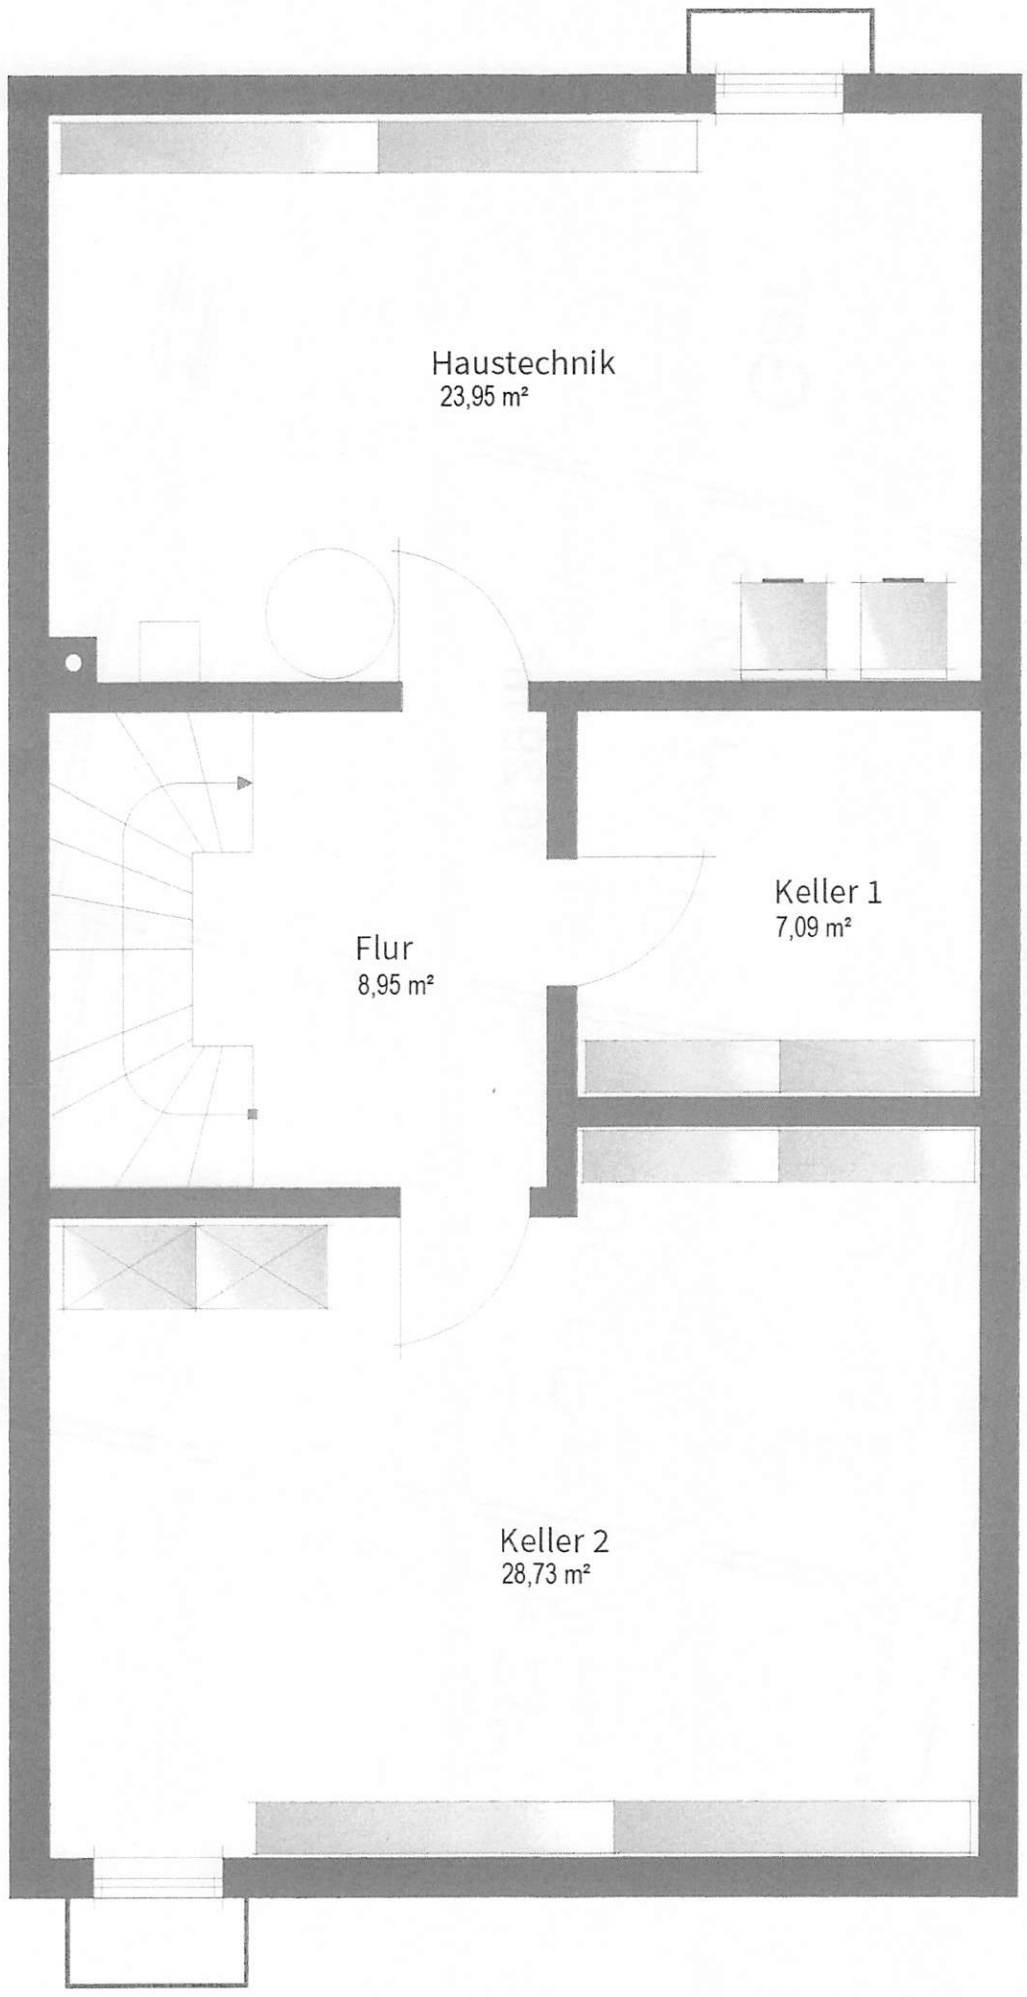 Haustechnik
23,95 m²
Keller 1
7,09 m²
Flur
8,95 m²
Keller 2
28,73 m²